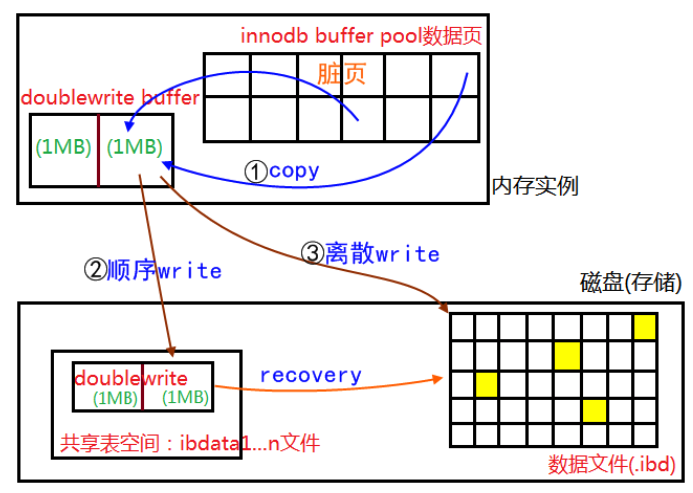 innodb buffer pool数据页
脏页
doublewrite buffer
(1MB) (1MB)
①copy
内存实例
②顺序write
③离散write
磁盘(存储)
doublewrite
(1MB) (1MB)
recovery
共享表空间：ibdata1...n文件
数据文件(.ibd)